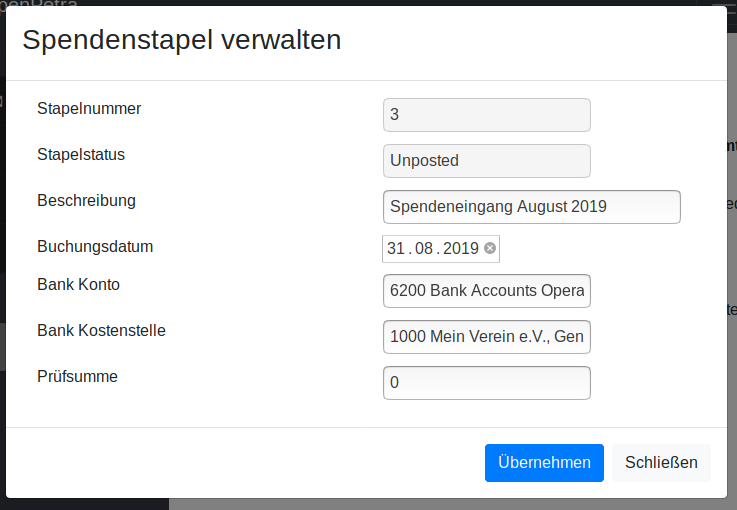 Spendenstapel verwalten
Stapelnummer 3
Stapelstatus Unposted
Beschreibung Spendeneingang August 2019
Buchungsdatum 31.08.2019
Bank Konto 6200 Bank Accounts Opera
Bank Kostenstelle 1000 Mein Verein e.V., Gen
Prüfsumme 0
Übernehmen Schließen